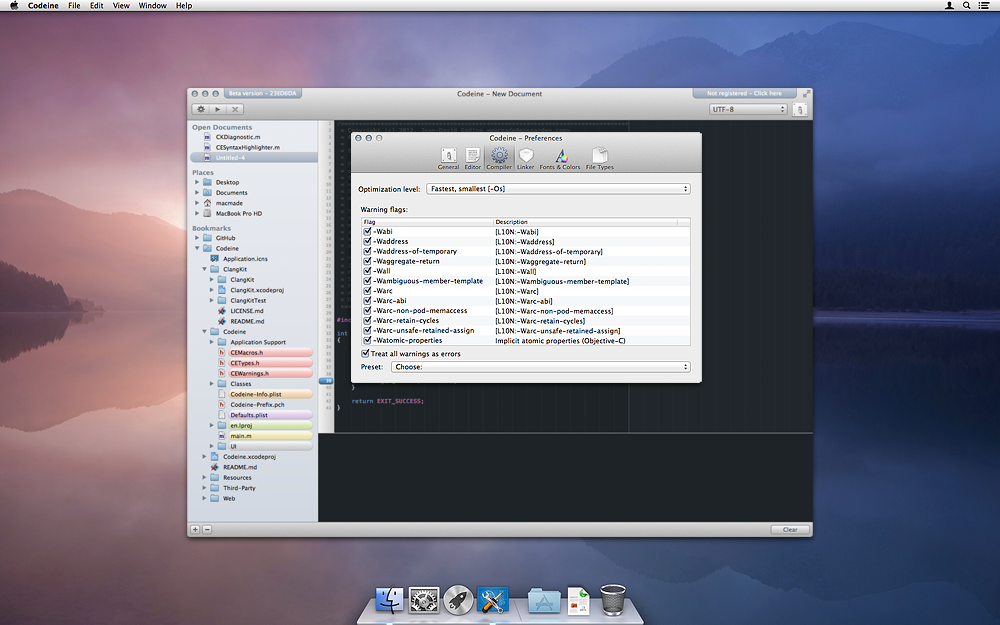 Codeine File Edit View Window Help
Beta version - 23ED6DA
Codeine - New Document
Not registered - Click here
UTF-8
Open Documents
CKDiagnostic.m
CESyntaxHighlighter.m
Untitled-4
Places
Desktop
Documents
macmade
MacBook Pro HD
Bookmarks
GitHub
Codeine
Application.icns
ClangKit
ClangKit
ClangKit.xcodeproj
ClangKitTest
LICENSE.md
README.md
Codeine
Application Support
CEMacros.h
CETypes.h
CEWarnings.h
Classes
Codeine-Info.plist
Codeine-Prefix.pch
Defaults.plist
en.lproj
main.m
UI
Codeine.xcodeproj
README.md
Resources
Third-Party
Web
Codeine - Preferences
General Editor Compiler Linker Fonts & Colors File Types
Optimization level: Fastest, smallest [-Os]
Warning flags:
Flag Description
-Wabi [L10N:-Wabi]
-Waddress [L10N:-Waddress]
-Waddress-of-temporary [L10N:-Waddress-of-temporary]
-Waggregate-return [L10N:-Waggregate-return]
-Wall [L10N:-Wall]
-Wambiguous-member-template [L10N:-Wambiguous-member-template]
-Warc [L10N:-Warc]
-Warc-abi [L10N:-Warc-abi]
-Warc-non-pod-memaccess [L10N:-Warc-non-pod-memaccess]
-Warc-retain-cycles [L10N:-Warc-retain-cycles]
-Warc-unsafe-retained-assign [L10N:-Warc-unsafe-retained-assign]
-Watomic-properties Implicit atomic properties (Objective-C)
Treat all warnings as errors
Preset: Choose:
int
{
}
return EXIT_SUCCESS;
}
Clear